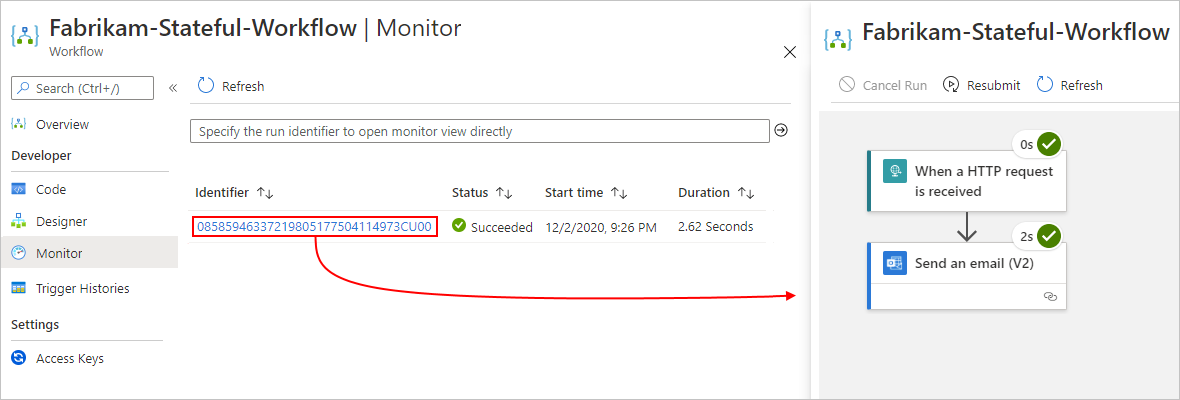 Fabrikam-Stateful-Workflow | Monitor
Workflow
Search (Ctrl+/)
«
Overview
Developer
Code
Designer
Monitor
Trigger Histories
Settings
Access Keys
Refresh
Specify the run identifier to open monitor view directly
Identifier Status Start time Duration
08585946337219805177504114973CU00 Succeeded 12/2/2020, 9:26 PM 2.62 Seconds
Fabrikam-Stateful-Workflow
Cancel Run Resubmit Refresh
0s
When a HTTP request
is received
2s
Send an email (V2)